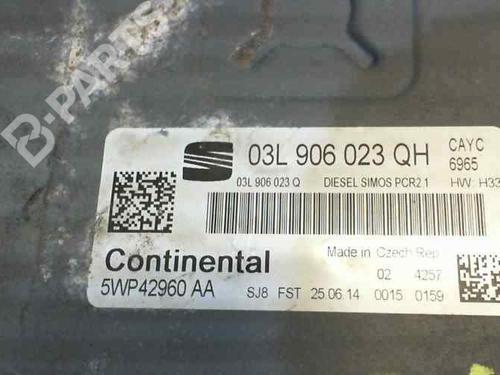 B-PARTS
03L 906 023 QH CAYC
6965
03L 906 023 Q DIESEL SIMOS PCR2.1 HW: H33
Continental Made in Czech Rep
02 4257
5WP42960 AA SJ8 FST 25.06.14 0015 0159